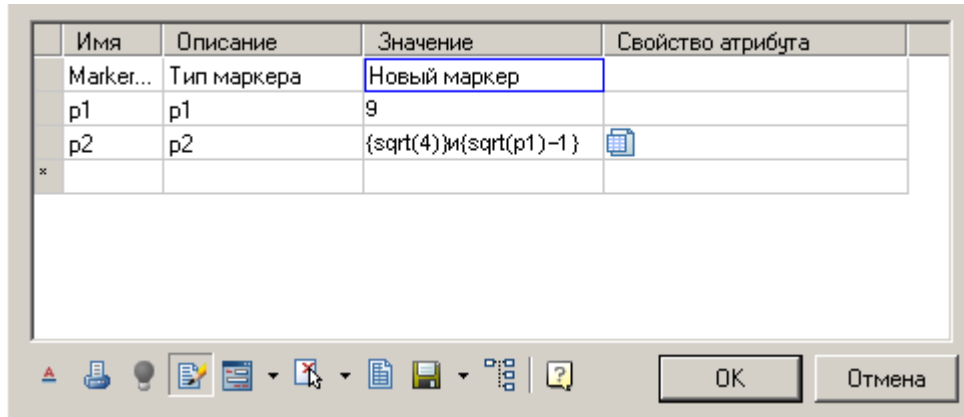 Имя Описание Значение Свойство атрибута
Marker... Тип маркера Новый маркер
p1 p1 9
p2 p2 {sqrt(4)}и{sqrt(p1)-1}
OK Отмена